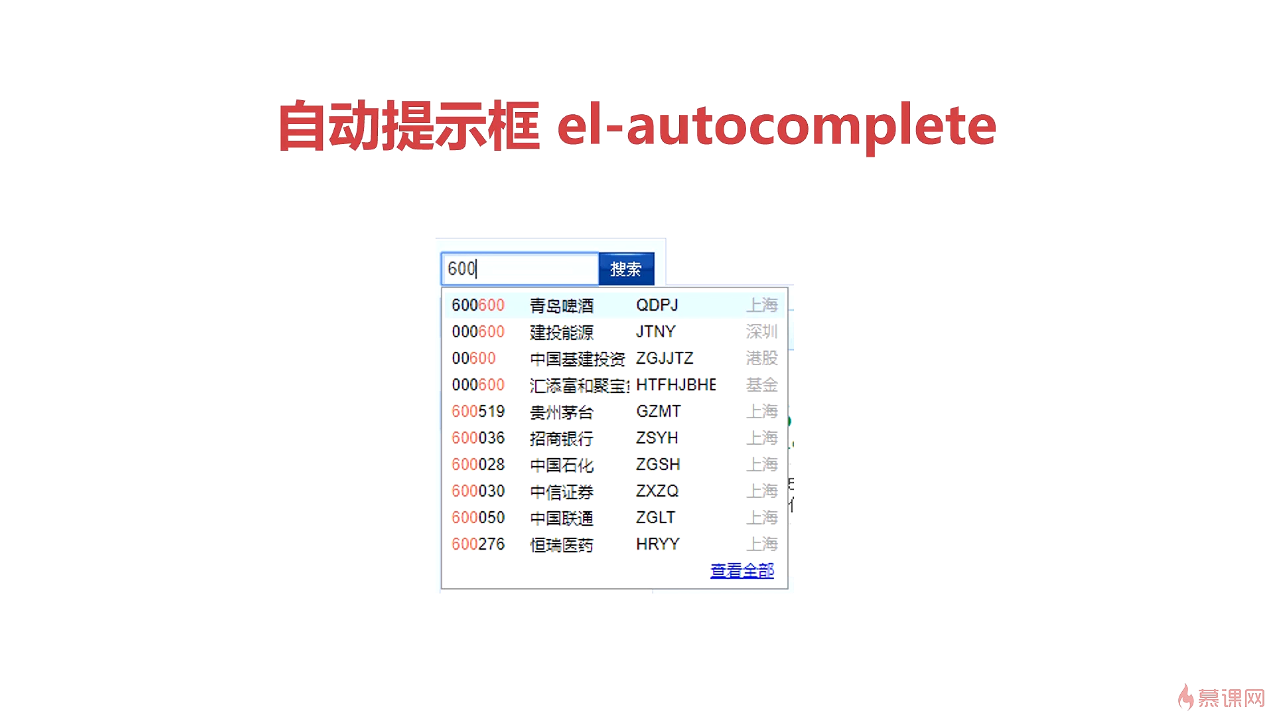 自动提示框 el-autocomplete
600 搜索
600600 青岛啤酒 QDPJ 上海
000600 建投能源 JTNY 深圳
00600 中国基建投资 ZGJJTZ 港股
000600 汇添富和聚宝 HTFHJBHB 基金
600519 贵州茅台 GZMT 上海
600036 招商银行 ZSYH 上海
600028 中国石化 ZGSH 上海
600030 中信证券 ZXZQ 上海
600050 中国联通 ZGLT 上海
600276 恒瑞医药 HRYY 上海
查看全部
慕课网